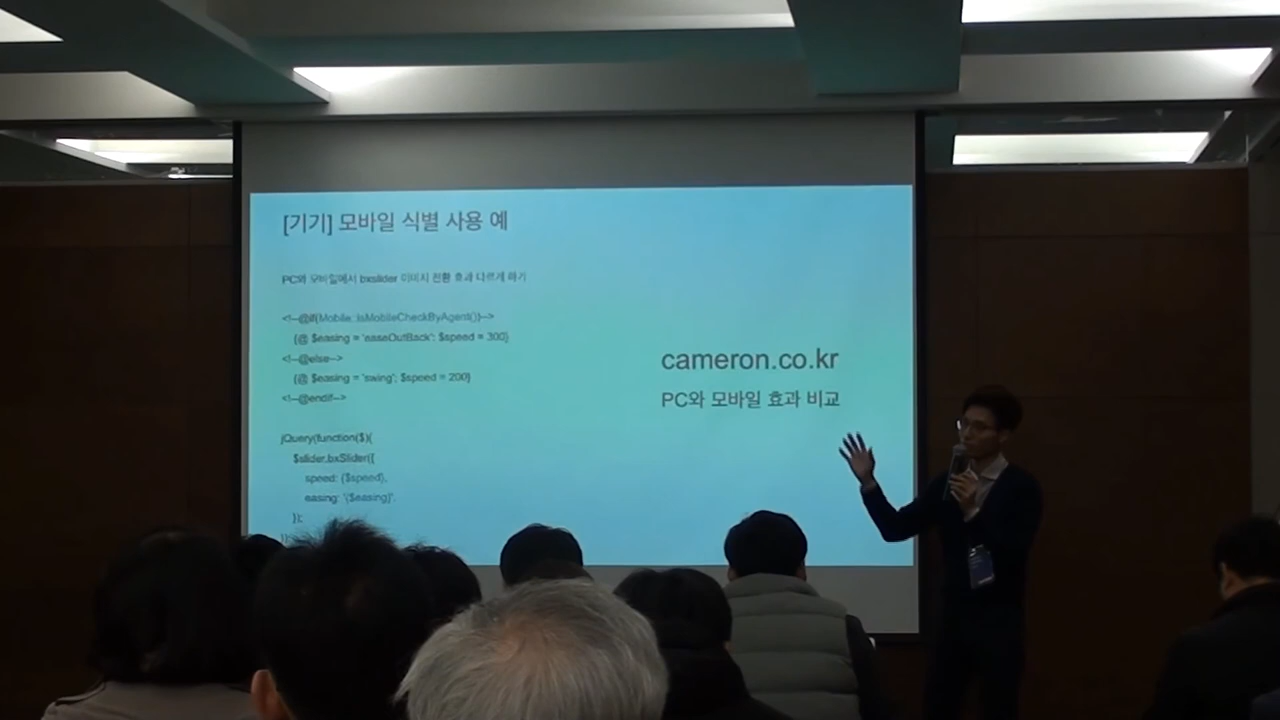 [기기] 모바일 식별 사용 예
PC와 모바일에서 bxslider 이미지 전환 효과 다르게 하기
<!--@if(Mobile::isMobileCheckByAgent())-->
{@ $easing = 'easeOutBack'; $speed = 300}
<!--@else-->
{@ $easing = 'swing'; $speed = 200}
<!--@endif-->
jQuery(function($){
$slider.bxSlider({
speed: {$speed},
easing: '{$easing}',
});
cameron.co.kr
PC와 모바일 효과 비교